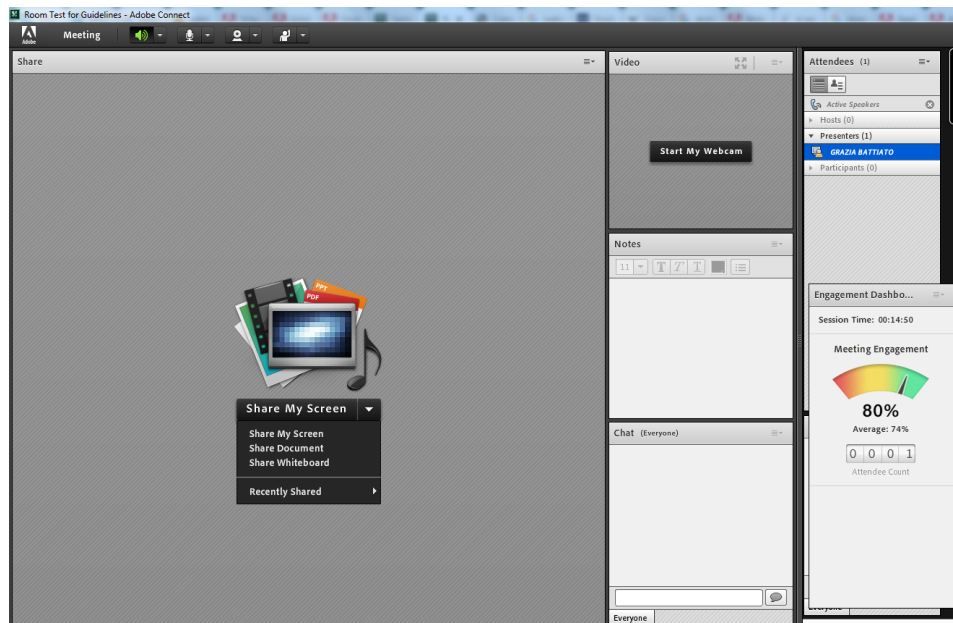 Room Test for Guidelines - Adobe Connect
Adobe
Meeting
Share
PPT
PDF
Share My Screen
Share My Screen
Share Document
Share Whiteboard
Recently Shared
Video
Start My Webcam
Notes
11 T T T
Chat (Everyone)
Everyone
Attendees (1)
Active Speakers
Hosts (0)
Presenters (1)
GRAZIA BATTIATO
Participants (0)
Engagement Dashbo...
Session Time: 00:14:50
Meeting Engagement
80%
Average: 74%
0 0 0 1
Attendee Count
Everyone